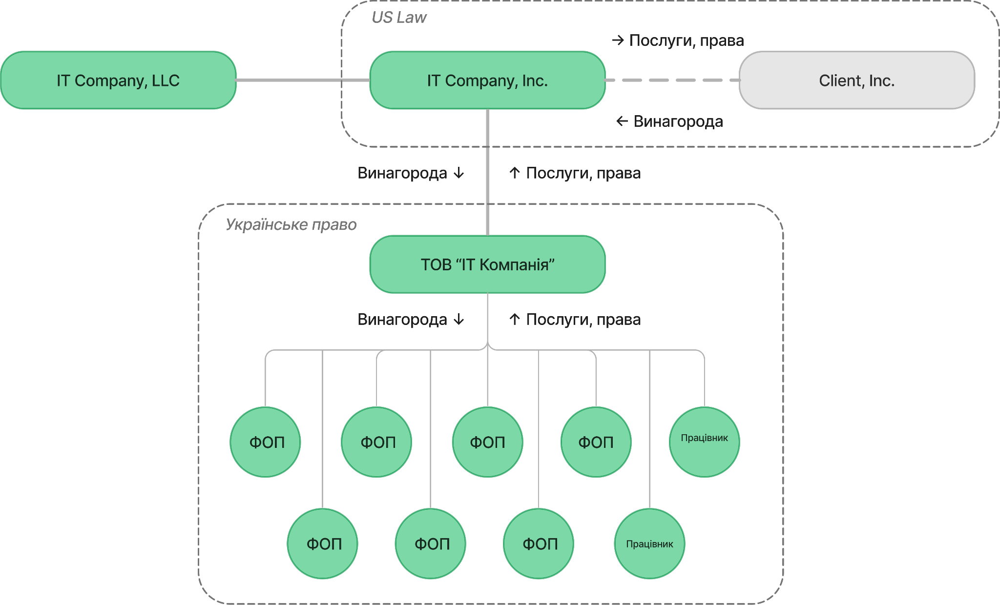 US Law
→ Послуги, права
IT Company, LLC
IT Company, Inc.
Client, Inc.
← Винагорода
Винагорода ↓
↑ Послуги, права
Українське право
ТОВ “ІТ Компанія”
Винагорода ↓
↑ Послуги, права
ФОП
ФОП
ФОП
ФОП
Працівник
ФОП
ФОП
ФОП
Працівник